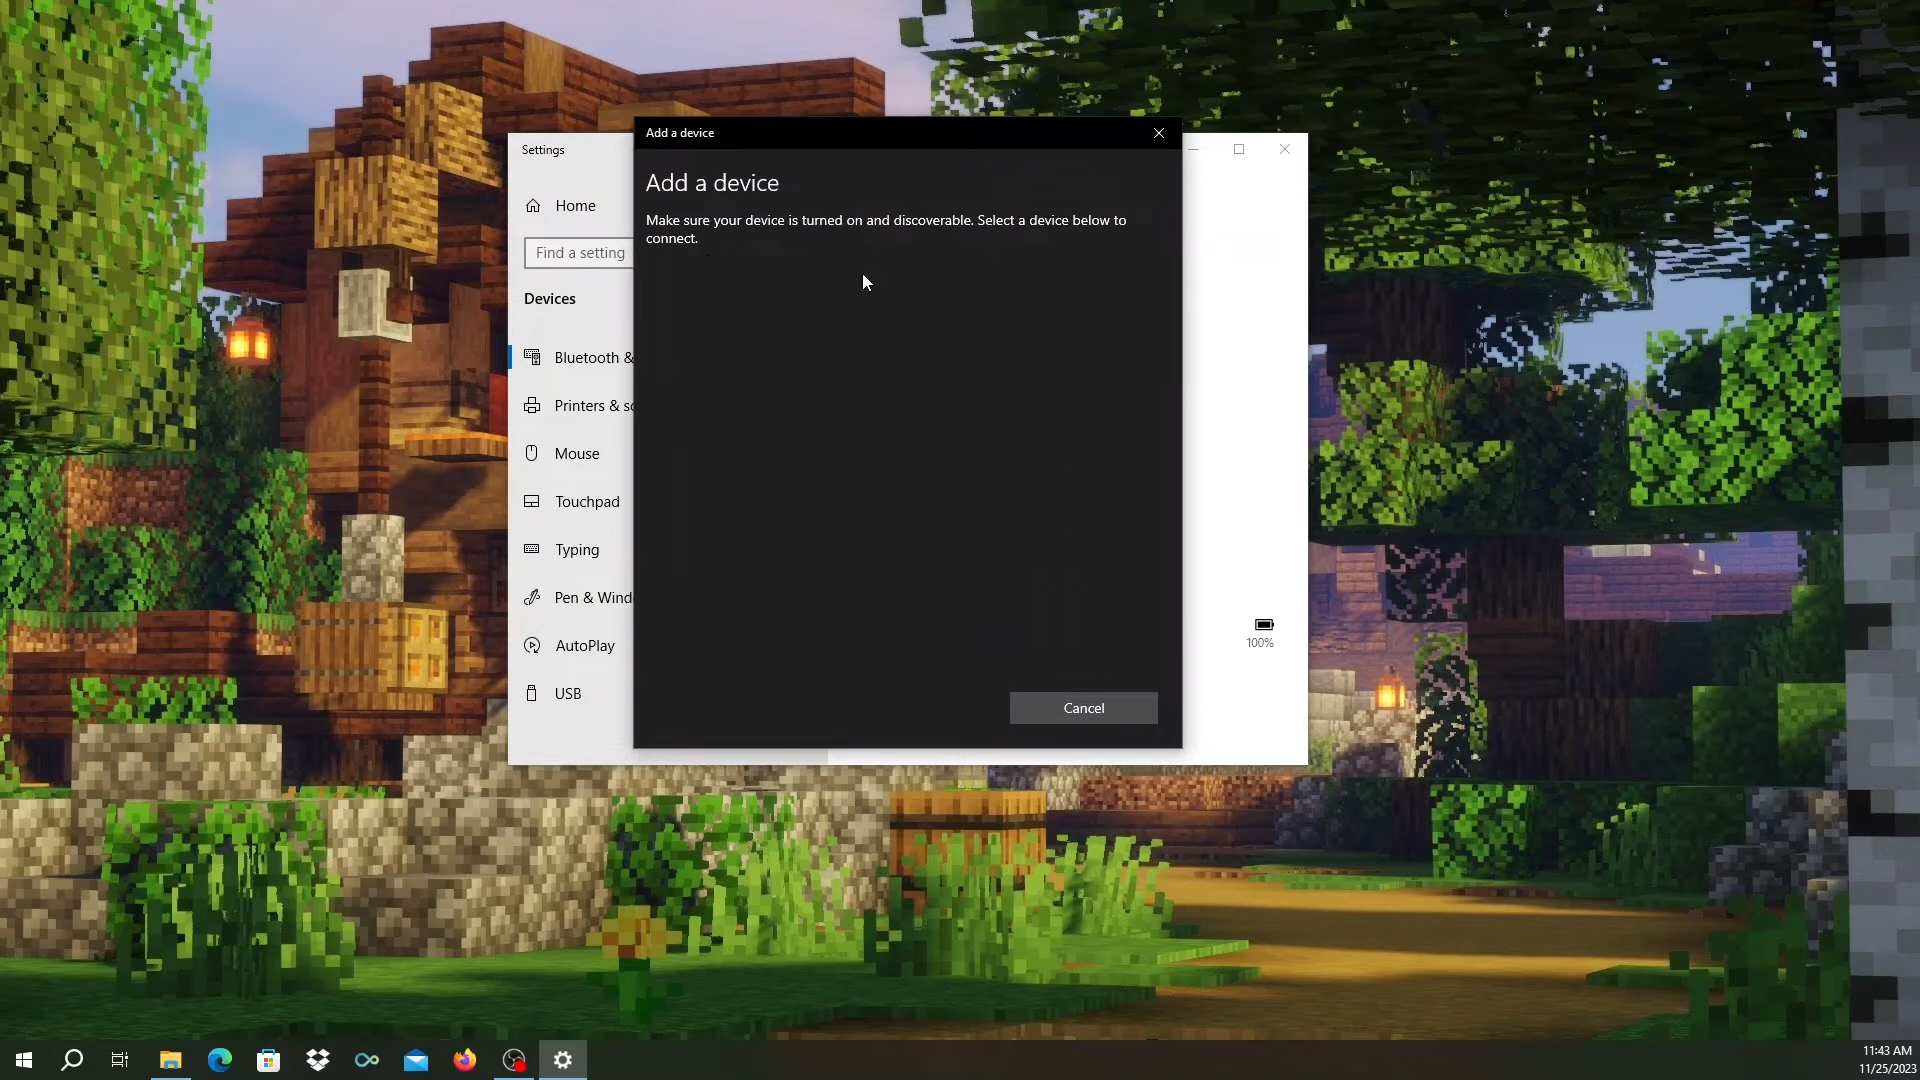 Add a device
Settings
Add a device
Home
Make sure your device is turned on and discoverable. Select a device below to
connect.
Find a setting
Devices
Bluetooth &
Printers & sc
Mouse
Touchpad
Typing
Pen & Wind
AutoPlay
100%
USB
Cancel
11:43 AM
11/25/2023